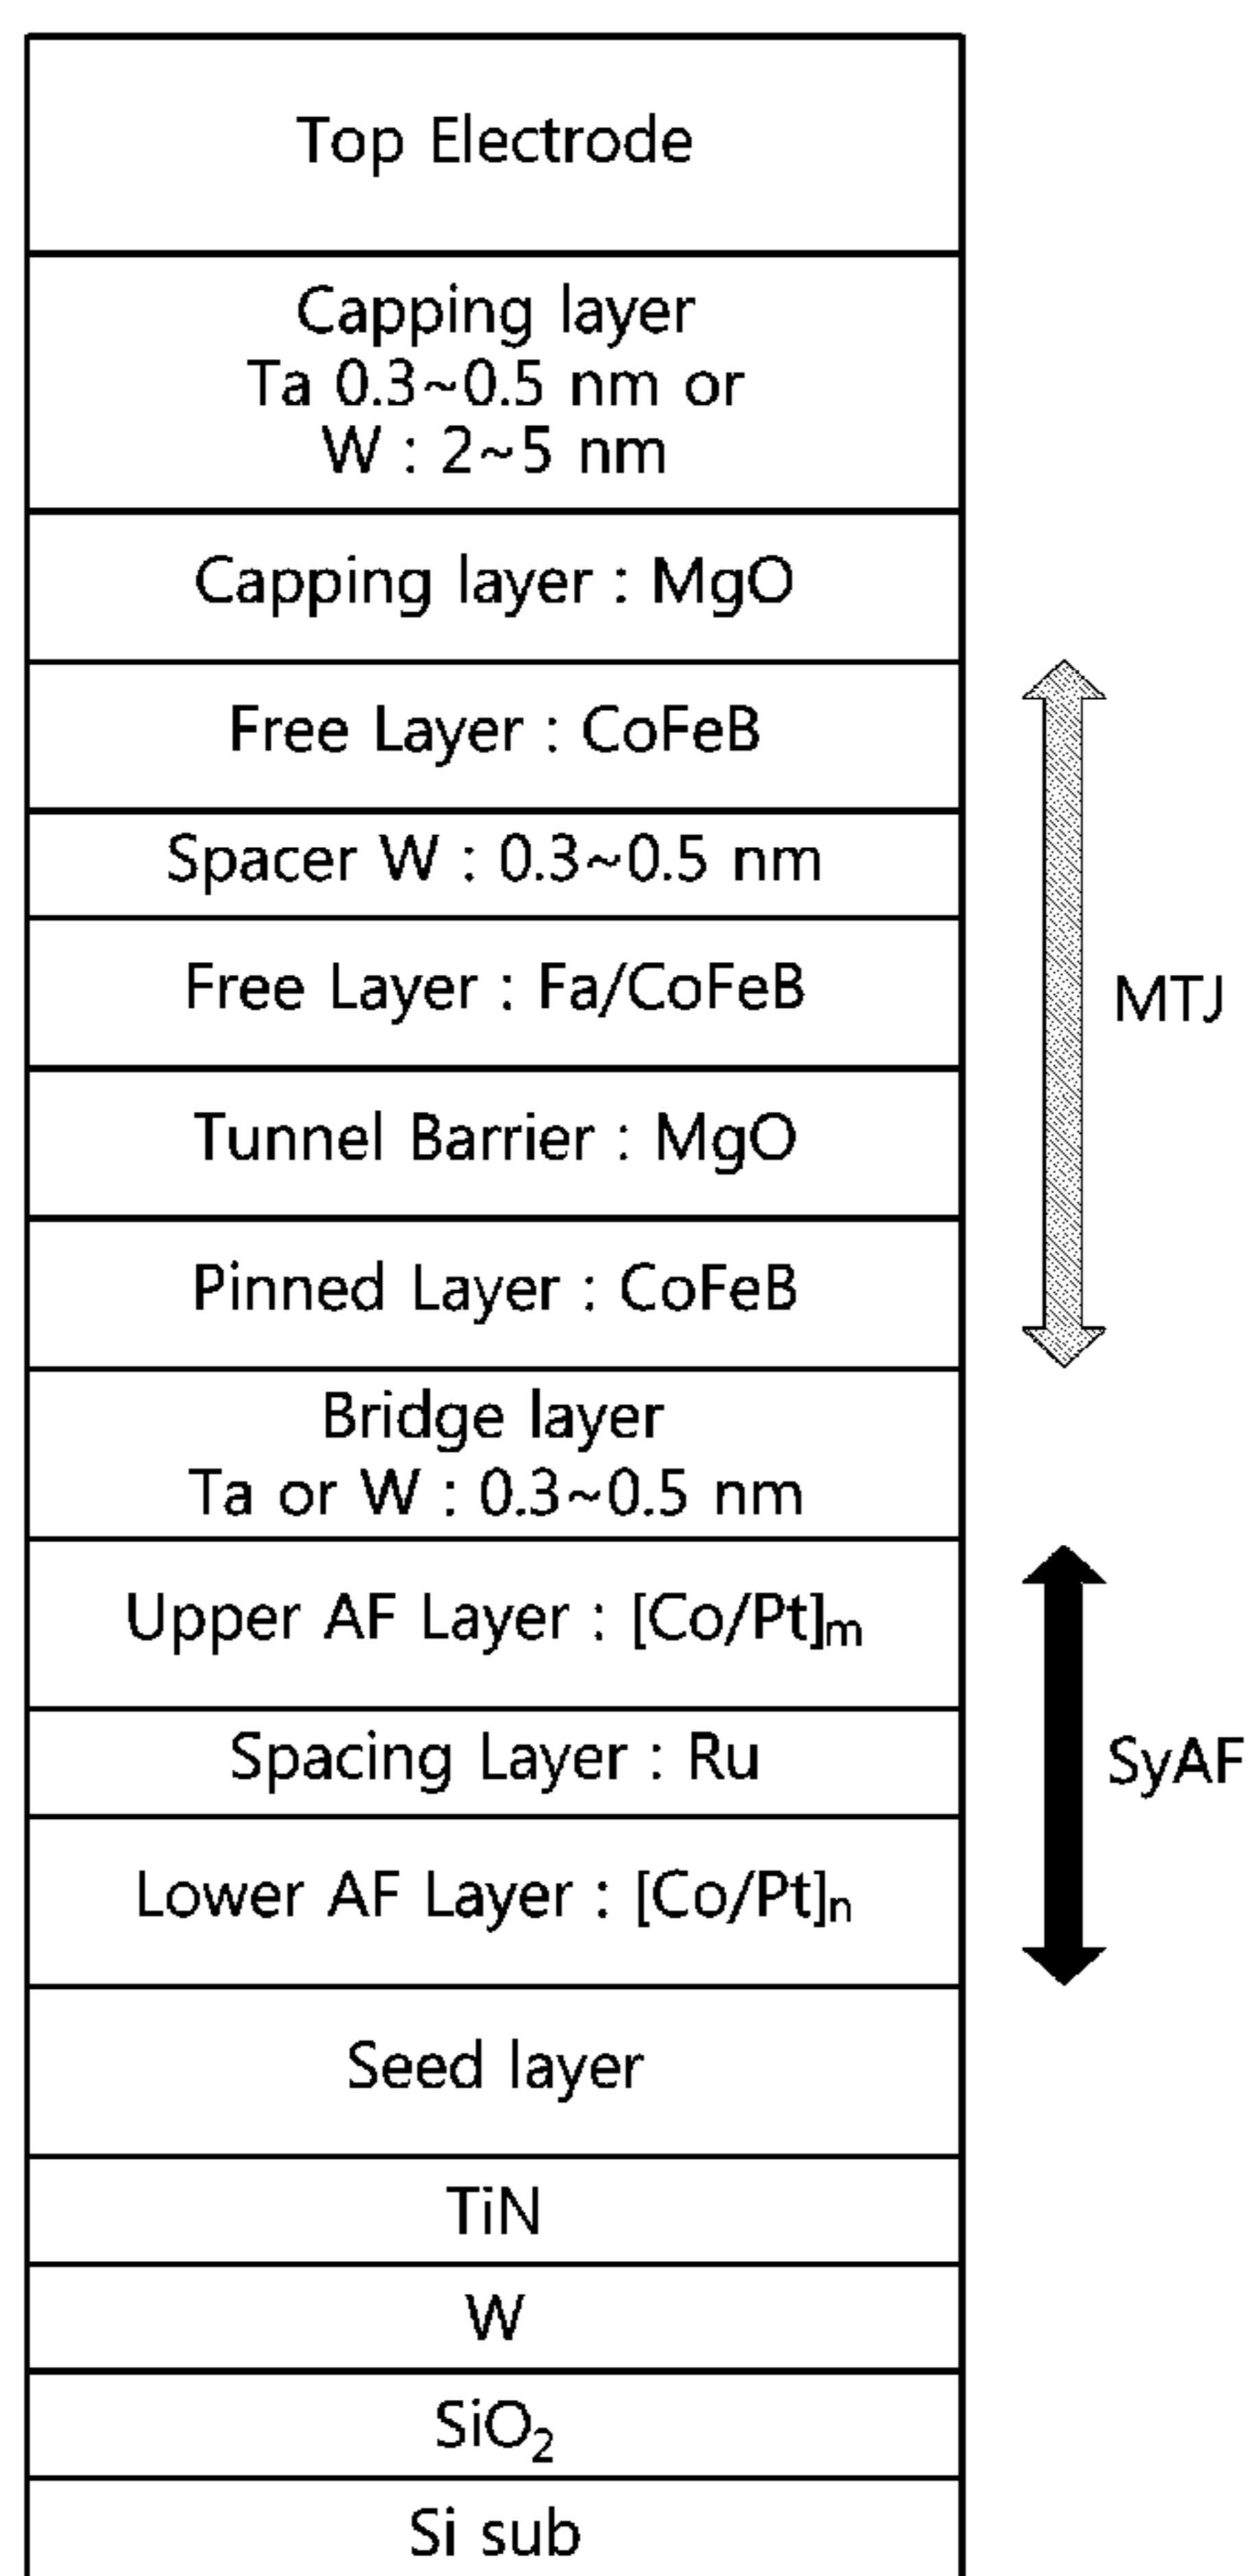 Top Electrode
Capping layer
Ta 0.3~0.5 nm or
W : 2~5 nm
Capping layer : MgO
Free Layer : CoFeB
Spacer W : 0.3~0.5 nm
Free Layer : Fa/CoFeB
MTJ
Tunnel Barrier : MgO
Pinned Layer : CoFeB
Bridge layer
Ta or W : 0.3~0.5 nm
Upper AF Layer : [Co/Pt]m
Spacing Layer : Ru
SyAF
Lower AF Layer : [Co/Pt]n
Seed layer
TiN
W
SiO2
Si sub